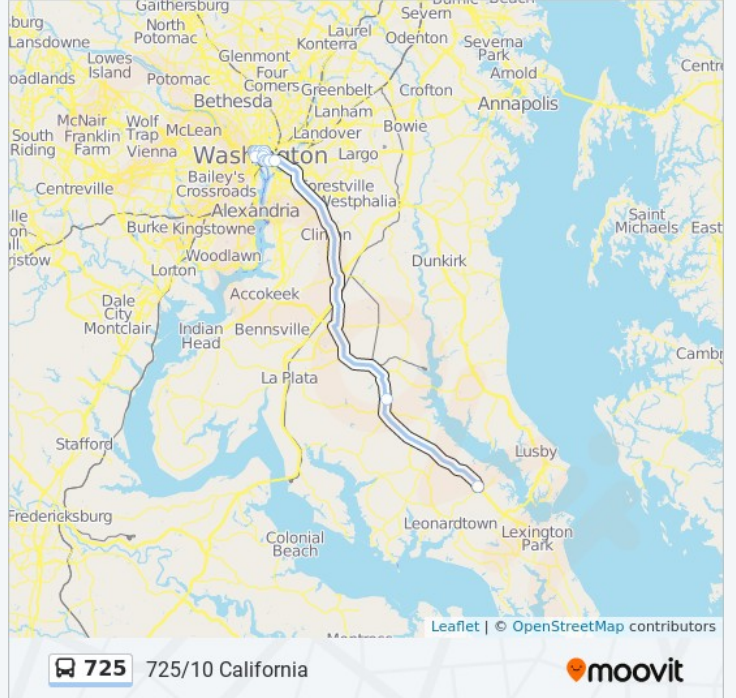 Gaithersburg
Severn
North
Potomac
Laurel
Konterra
Odenton
Lansdowne
Severna
Park
Lowes
Island
Glenmont
Potomac
Four
Corners
Greenbelt
Crofton
Arnold
Bethesda
Lanham
Annapolis
McNair
Wolf
Trap
McLean
Landover
Bowie
South
Riding
Franklin
Farm
Vienna
Largo
Bailey's
Crossroads
Centreville
Westphalia
Alexandria
Burke
Kingstowne
Saint
Michaels
East
Woodlawn
Lorton
Dunkirk
Accokeek
Dale
City
Montclair
Indian
Head
Bennsville
La Plata
Stafford
Lusby
Fredericksburg
Leonardtown
Lexington
Park
Colonial
Beach
Leaflet | © OpenStreetMap contributors
725 725/10 California
moovit